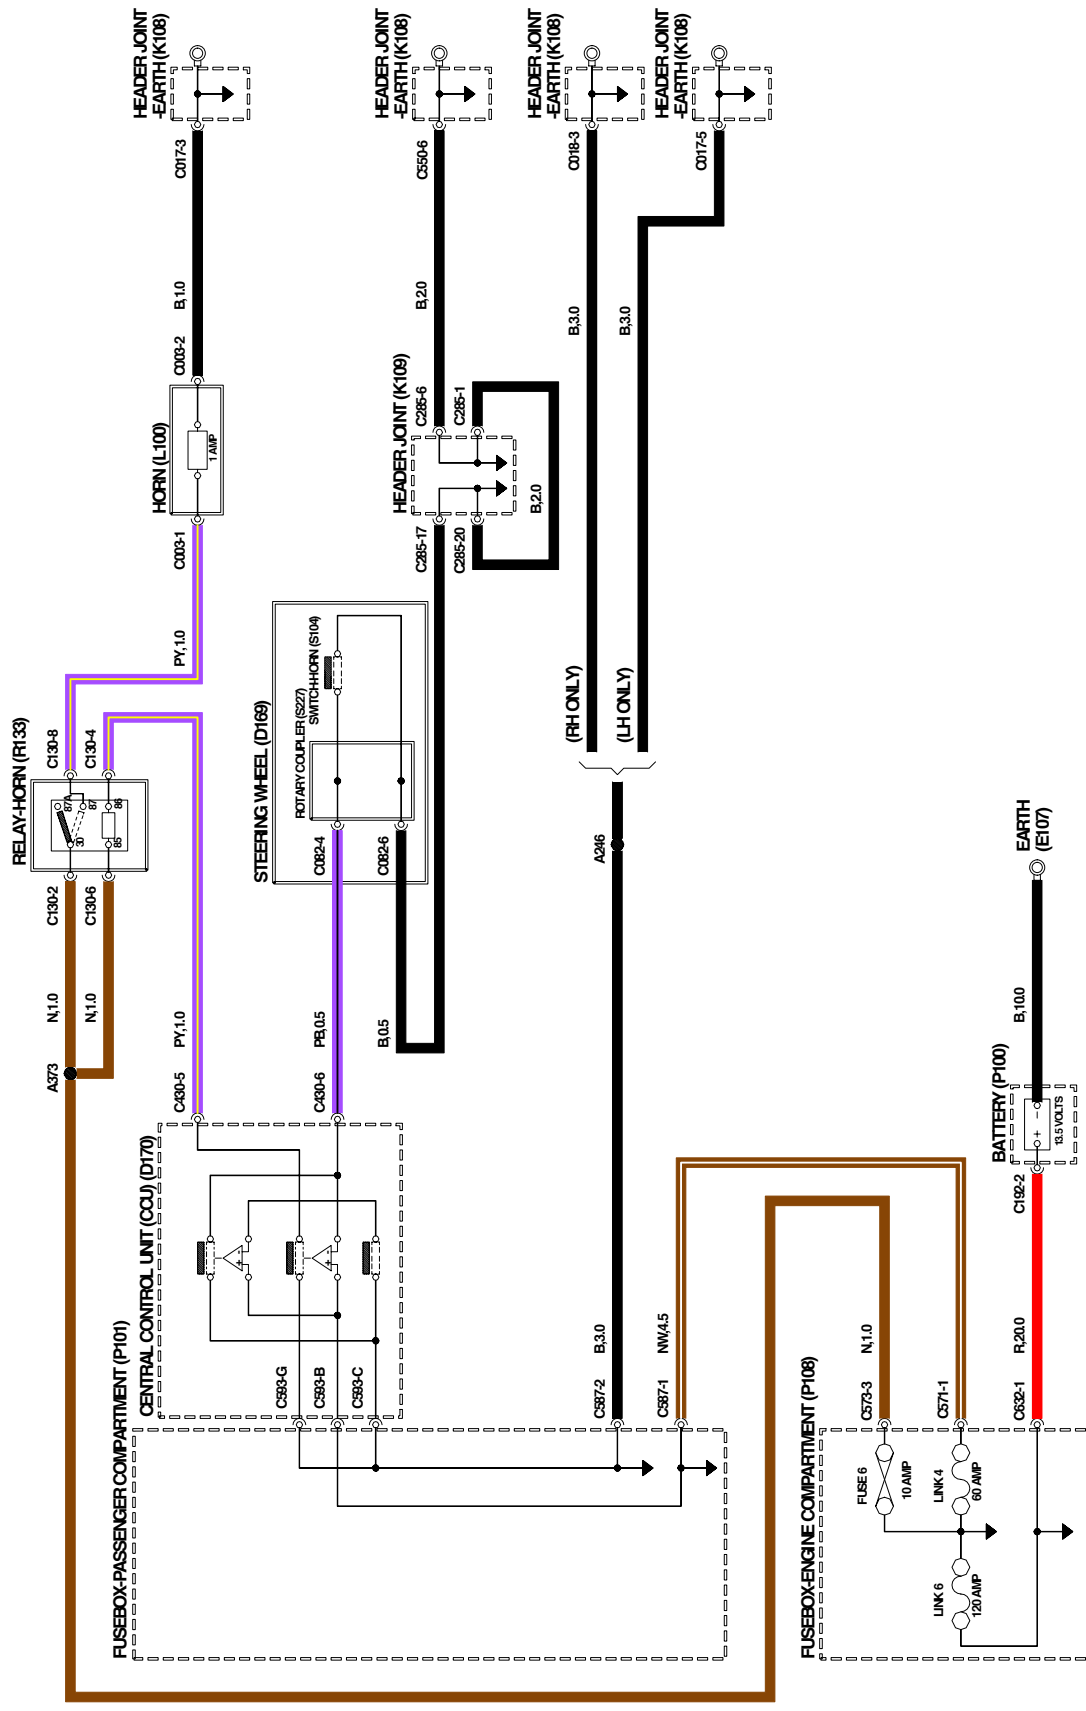 HEADER JOINT
-EARTH (K108)
HEADER JOINT
-EARTH (K108)
HEADER JOINT
-EARTH (K108)
HEADER JOINT
-EARTH (K108)
C017-3
C550-6
C018-3
C017-5
B,1.0
B,2.0
B,3.0
B,3.0
C003-2
HORN (L100)
1 AMP
C003-1
PY,1.0
HEADER JOINT (K109)
C285-6
C285-1
C285-17
C285-20
B,2.0
RELAY-HORN (R133)
C130-8
C130-4
87A
87
86
30
85
C130-2
C130-6
N,1.0
N,1.0
A373
PY,1.0
C430-5
STEERING WHEEL (D169)
ROTARY COUPLER (S227)
SWITCH-HORN (S104)
C082-4
C082-6
PB,0.5
B,0.5
C430-6
(RH ONLY)
(LH ONLY)
A246
EARTH
(E107)
B,10.0
BATTERY (P100)
+ -
13.5 VOLTS
C192-2
R,20.0
C632-1
CENTRAL CONTROL UNIT (CCU) (D170)
+
-
+
-
C593-G
C593-B
C593-C
FUSEBOX-PASSENGER COMPARTMENT (P101)
B,3.0
C587-2
NW,4.5
C587-1
N,1.0
C573-3
C571-1
FUSEBOX-ENGINE COMPARTMENT (P108)
FUSE 6
10 AMP
LINK 4
60 AMP
LINK 6
120 AMP